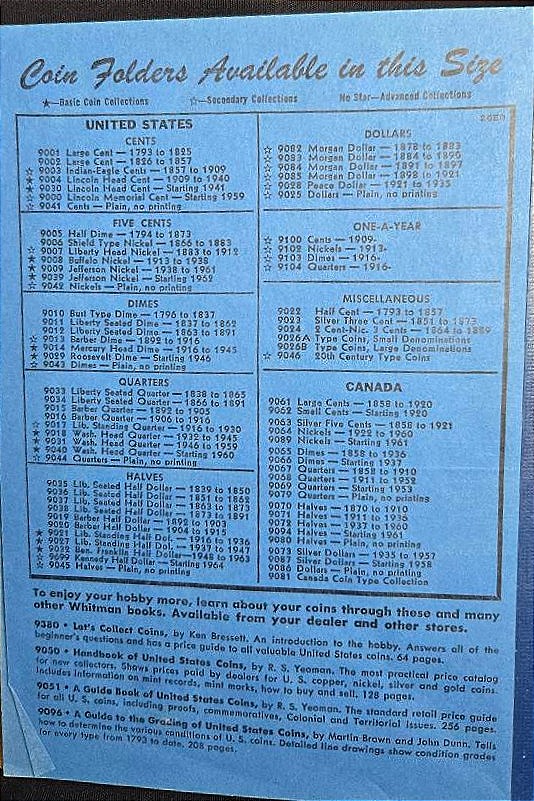 Coin Folders Available in this Size
★—Basic Coin Collections ☆—Secondary Collections No Star—Advanced Collections
UNITED STATES
CENTS
9001 Large Cent — 1793 to 1825
9002 Large Cent — 1826 to 1857
☆ 9003 Indian-Eagle Cents — 1857 to 1909
★ 9004 Lincoln Head Cent — 1909 to 1940
★ 9030 Lincoln Head Cent — Starting 1941
☆ 9000 Lincoln Memorial Cent — Starting 1959
☆ 9041 Cents — Plain, no printing
FIVE CENTS
9005 Half Dime — 1794 to 1873
9006 Shield Type Nickel — 1866 to 1883
☆ 9007 Liberty Head Nickel — 1883 to 1912
★ 9008 Buffalo Nickel — 1913 to 1938
★ 9009 Jefferson Nickel — 1938 to 1961
★ 9039 Jefferson Nickel — Starting 1962
☆ 9042 Nickels — Plain, no printing
DIMES
9010 Bust Type Dime — 1796 to 1837
9011 Liberty Seated Dime — 1837 to 1862
9012 Liberty Seated Dime — 1863 to 1891
☆ 9013 Barber Dime — 1892 to 1916
★ 9014 Mercury Head Dime — 1916 to 1945
★ 9029 Roosevelt Dime — Starting 1946
☆ 9043 Dimes — Plain, no printing
QUARTERS
9033 Liberty Seated Quarter — 1838 to 1865
9034 Liberty Seated Quarter — 1866 to 1891
9015 Barber Quarter — 1892 to 1905
9016 Barber Quarter — 1906 to 1916
☆ 9017 Lib. Standing Quarter — 1916 to 1930
★ 9018 Wash. Head Quarter — 1932 to 1945
★ 9031 Wash. Head Quarter — 1946 to 1959
★ 9040 Wash. Head Quarter — Starting 1960
☆ 9044 Quarters — Plain, no printing
HALVES
9035 Lib. Seated Half Dollar — 1839 to 1850
9036 Lib. Seated Half Dollar — 1851 to 1862
9037 Lib. Seated Half Dollar — 1863 to 1873
9038 Lib. Seated Half Dollar — 1873 to 1891
9019 Barber Half Dollar — 1892 to 1903
9020 Barber Half Dollar — 1904 to 1915
★ 9021 Lib. Standing Half Dol. — 1916 to 1936
★ 9027 Lib. Standing Half Dol. — 1937 to 1947
★ 9032 Ben. Franklin Half Dollar — 1948 to 1963
9699 Kennedy Half Dollar — Starting 1964
☆ 9045 Halves — Plain, no printing
DOLLARS
☆ 9082 Morgan Dollar — 1878 to 1883
☆ 9083 Morgan Dollar — 1884 to 1890
☆ 9084 Morgan Dollar — 1891 to 1897
☆ 9085 Morgan Dollar — 1898 to 1921
☆ 9028 Peace Dollar — 1921 to 1935
☆ 9025 Dollars — Plain, no printing
ONE-A-YEAR
☆ 9100 Cents — 1909-
☆ 9102 Nickels — 1913-
☆ 9103 Dimes — 1916-
☆ 9104 Quarters — 1916-
MISCELLANEOUS
9022 Half Cent — 1793 to 1857
9023 Silver Three Cent — 1851 to 1873
9024 2 Cent-Nic. 3 Cents — 1864 to 1889
9026A Type Coins, Small Denominations
9026B Type Coins, Large Denominations
☆ 9046 20th Century Type Coins
CANADA
9061 Large Cents — 1858 to 1920
9062 Small Cents — Starting 1920
9063 Silver Five Cents — 1858 to 1921
9064 Nickels — 1922 to 1960
9089 Nickels — Starting 1961
9065 Dimes — 1858 to 1936
9066 Dimes — Starting 1937
9067 Quarters — 1858 to 1910
9068 Quarters — 1911 to 1952
9069 Quarters — Starting 1953
9079 Quarters — Plain, no printing
9070 Halves — 1870 to 1910
9071 Halves — 1911 to 1936
9072 Halves — 1937 to 1960
9094 Halves — Starting 1961
9080 Halves — Plain, no printing
9073 Silver Dollars — 1935 to 1957
9087 Silver Dollars — Starting 1958
9086 Dollars — Plain, no printing
9081 Canada Coin Type Collection
To enjoy your hobby more, learn about your coins through these and many
other Whitman books. Available from your dealer and other stores.
9380 • Let's Collect Coins, by Ken Bressett. An introduction to the hobby. Answers all of the
beginner's questions and has a price guide to all valuable United States coins. 64 pages.
9050 • Handbook of United States Coins, by R. S. Yeoman. The most practical price catalog
for new collectors. Shows prices paid by dealers for U. S. copper, nickel, silver and gold coins.
Includes information on mint records, mint marks, how to buy and sell. 128 pages.
9051 • A Guide Book of United States Coins, by R. S. Yeoman. The standard retail price guide
for all U. S. coins, including proofs, commemoratives, Colonial and Territorial issues. 256 pages.
9096 • A Guide to the Grading of United States Coins, by Martin Brown and John Dunn. Tells
how to determine the various conditions of U. S. coins. Detailed line drawings show condition grades
for every type from 1793 to date. 208 pages.